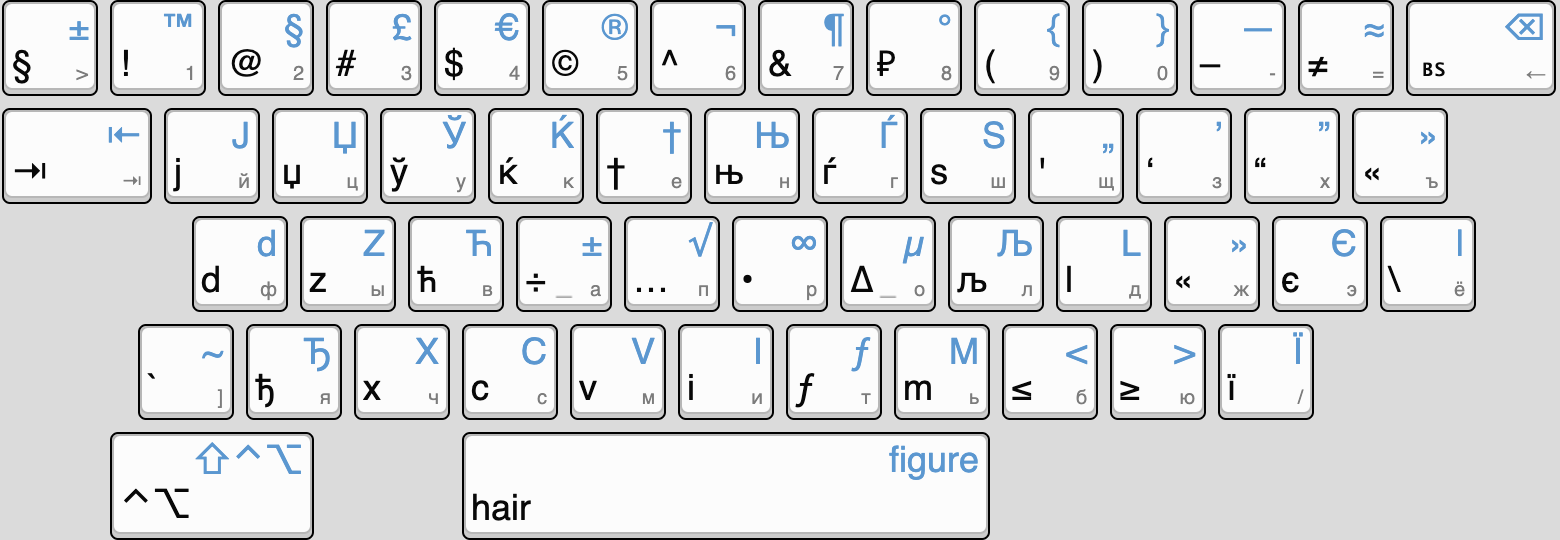 ± ™ § £ € ® ¬ ¶ ° { } — ≈ ⌫
§ > ! 1 @ 2 # 3 $ 4 © 5 ^ 6 & 7 ₽ 8 ( 9 ) 0 – - ≠ = BS ←
⇤ Ј Џ Ў Ќ † Њ Ѓ Ѕ „ ’ ” »
⇥ ⇥ ј й џ ц ў у ќ к † е њ н ѓ г ѕ ш ' щ ‘ з “ х « ъ
d Z Ћ ± √ ∞ µ Љ L » Є |
d ф z ы ћ в ÷ _ а … п • р ∆ _ о љ л l д « ж є э \ ё
~ Ђ X C V І ƒ M < > Ї
` ] ђ я x ч c с v м і и ƒ т m ь ≤ б ≥ ю ї /
⇧⌃⌥ figure
⌃⌥ hair